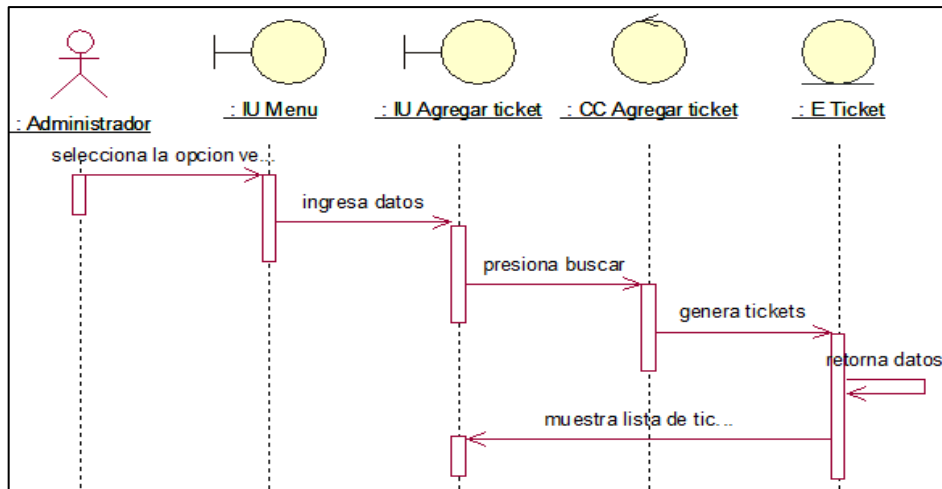 : Administrador
: IU Menu
: IU Agregar ticket
: CC Agregar ticket
: E Ticket
selecciona la opcion ve...
ingresa datos
presiona buscar
genera tickets
retorna datos
muestra lista de tic...